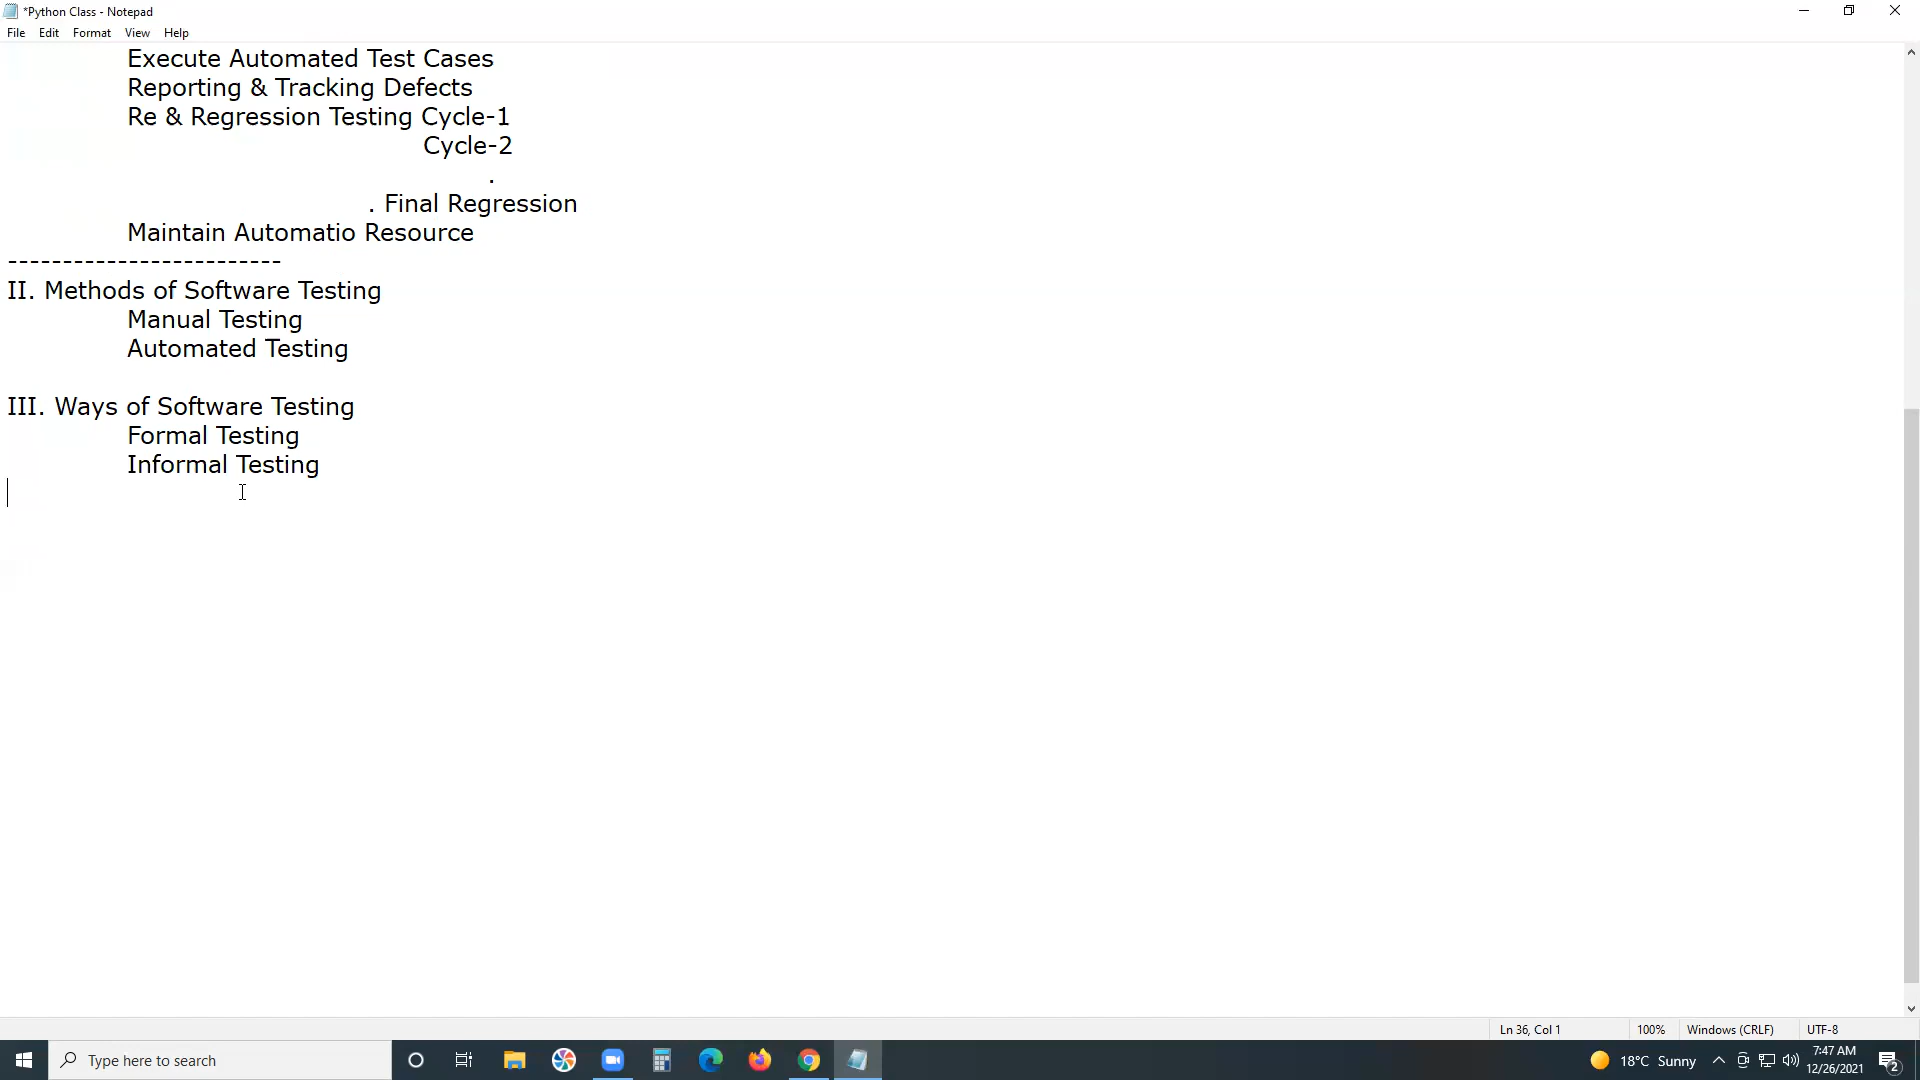 *Python Class - Notepad
File Edit Format View Help
Execute Automated Test Cases
Reporting & Tracking Defects
Re & Regression Testing Cycle-1
Cycle-2
.
. Final Regression
Maintain Automatio Resource
-------------------------
II. Methods of Software Testing
Manual Testing
Automated Testing
III. Ways of Software Testing
Formal Testing
Informal Testing
Ln 36, Col 1 100% Windows (CRLF) UTF-8
Type here to search
18°C Sunny
7:47 AM
12/26/2021
2